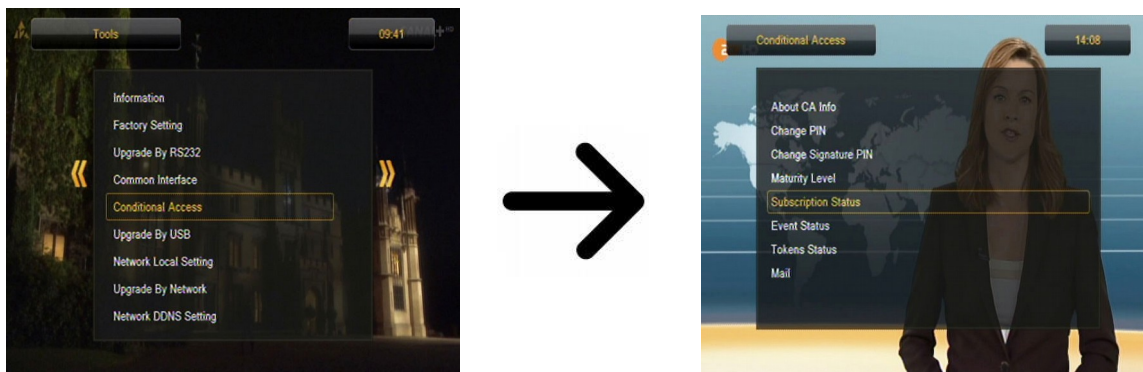 Tools
09:41
Information
Factory Setting
Upgrade By RS232
Common Interface
Conditional Access
Upgrade By USB
Network Local Setting
Upgrade By Network
Network DDNS Setting
Conditional Access
14:08
About CA Info
Change PIN
Change Signature PIN
Maturity Level
Subscription Status
Event Status
Tokens Status
Mail